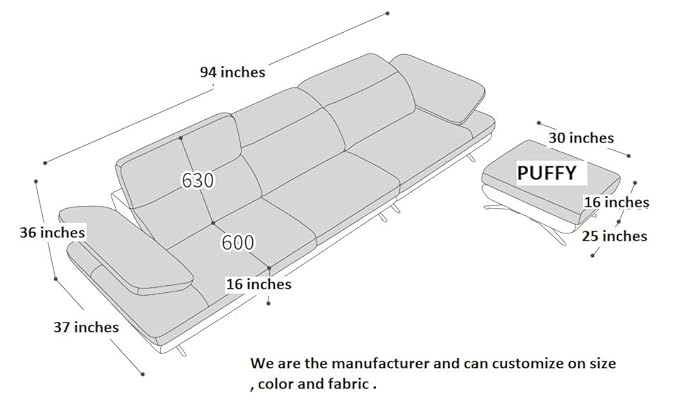 94 inches
30 inches
PUFFY
630
16 inches
36 inches
600
25 inches
16 inches
37 inches
We are the manufacturer and can customize on size
, color and fabric .